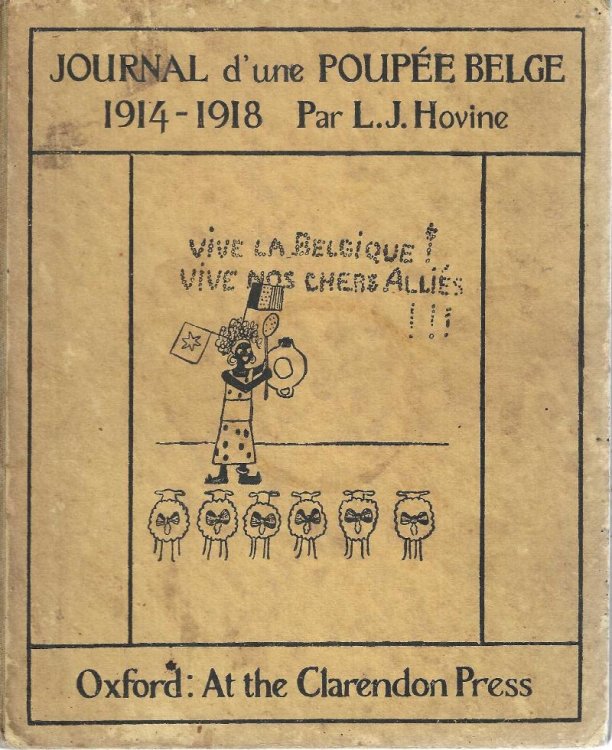 JOURNAL d'une POUPÉE BELGE
1914-1918 Par L. J. Hovine
VIVE LA BELGIQUE !
VIVE NOS CHERS ALLIÉS
! ! !
Oxford: At the Clarendon Press